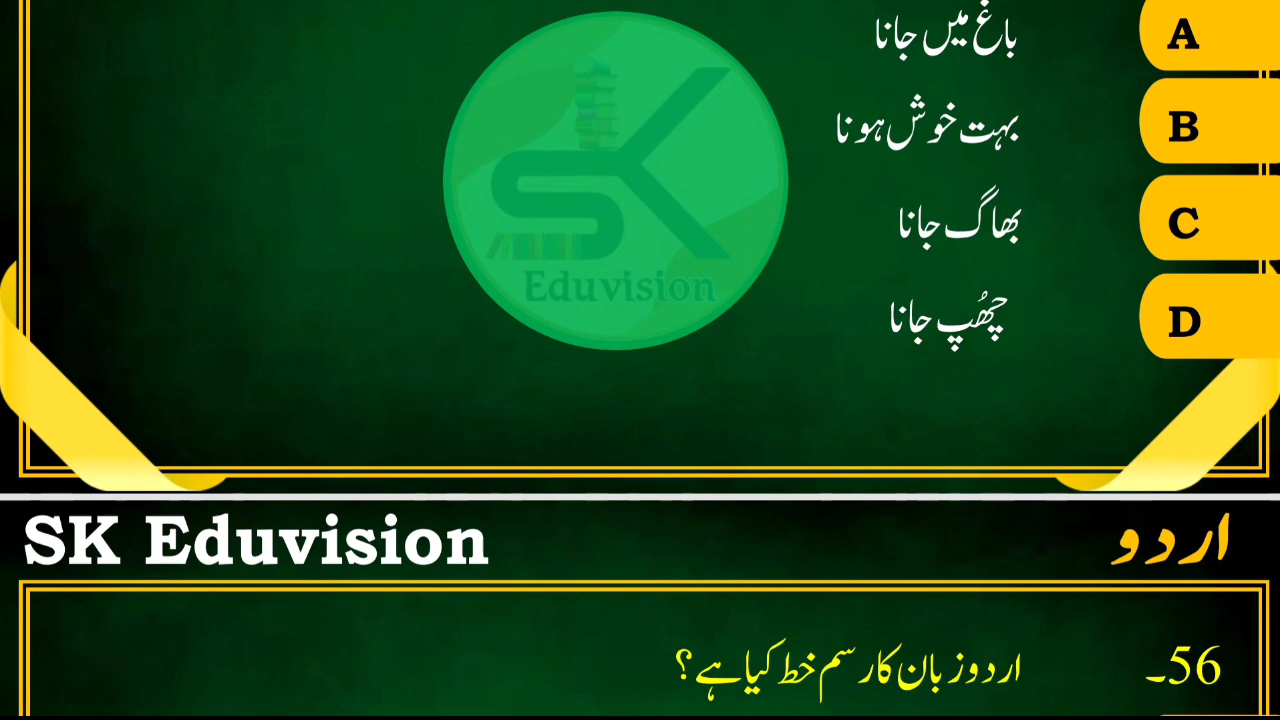 A باغ میں جانا
B بہت خوش ہونا
C بھاگ جانا
D چھُپ جانا
SK Eduvision
SK Eduvision اردو
56۔ اردو زبان کا رسم خط کیا ہے؟